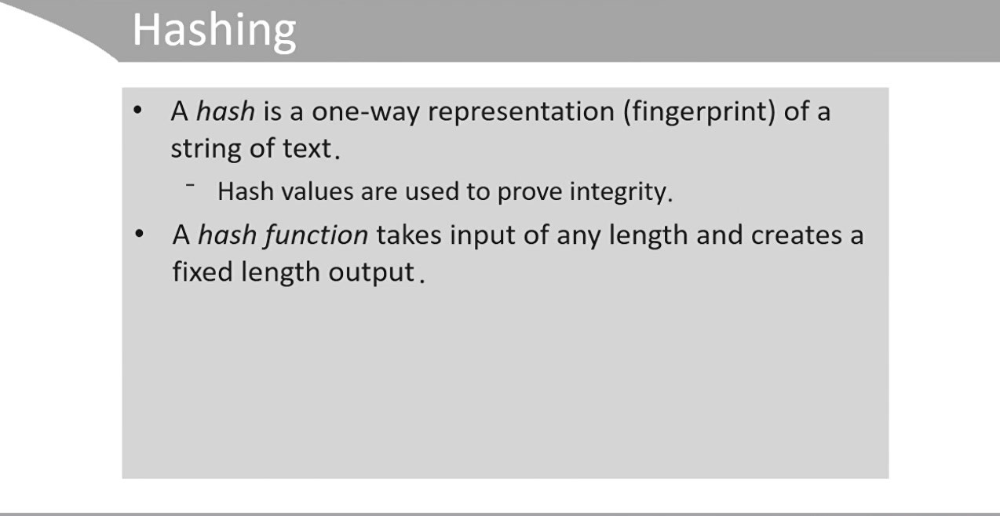 Hashing
• A hash is a one-way representation (fingerprint) of a
string of text.
- Hash values are used to prove integrity.
• A hash function takes input of any length and creates a
fixed length output.